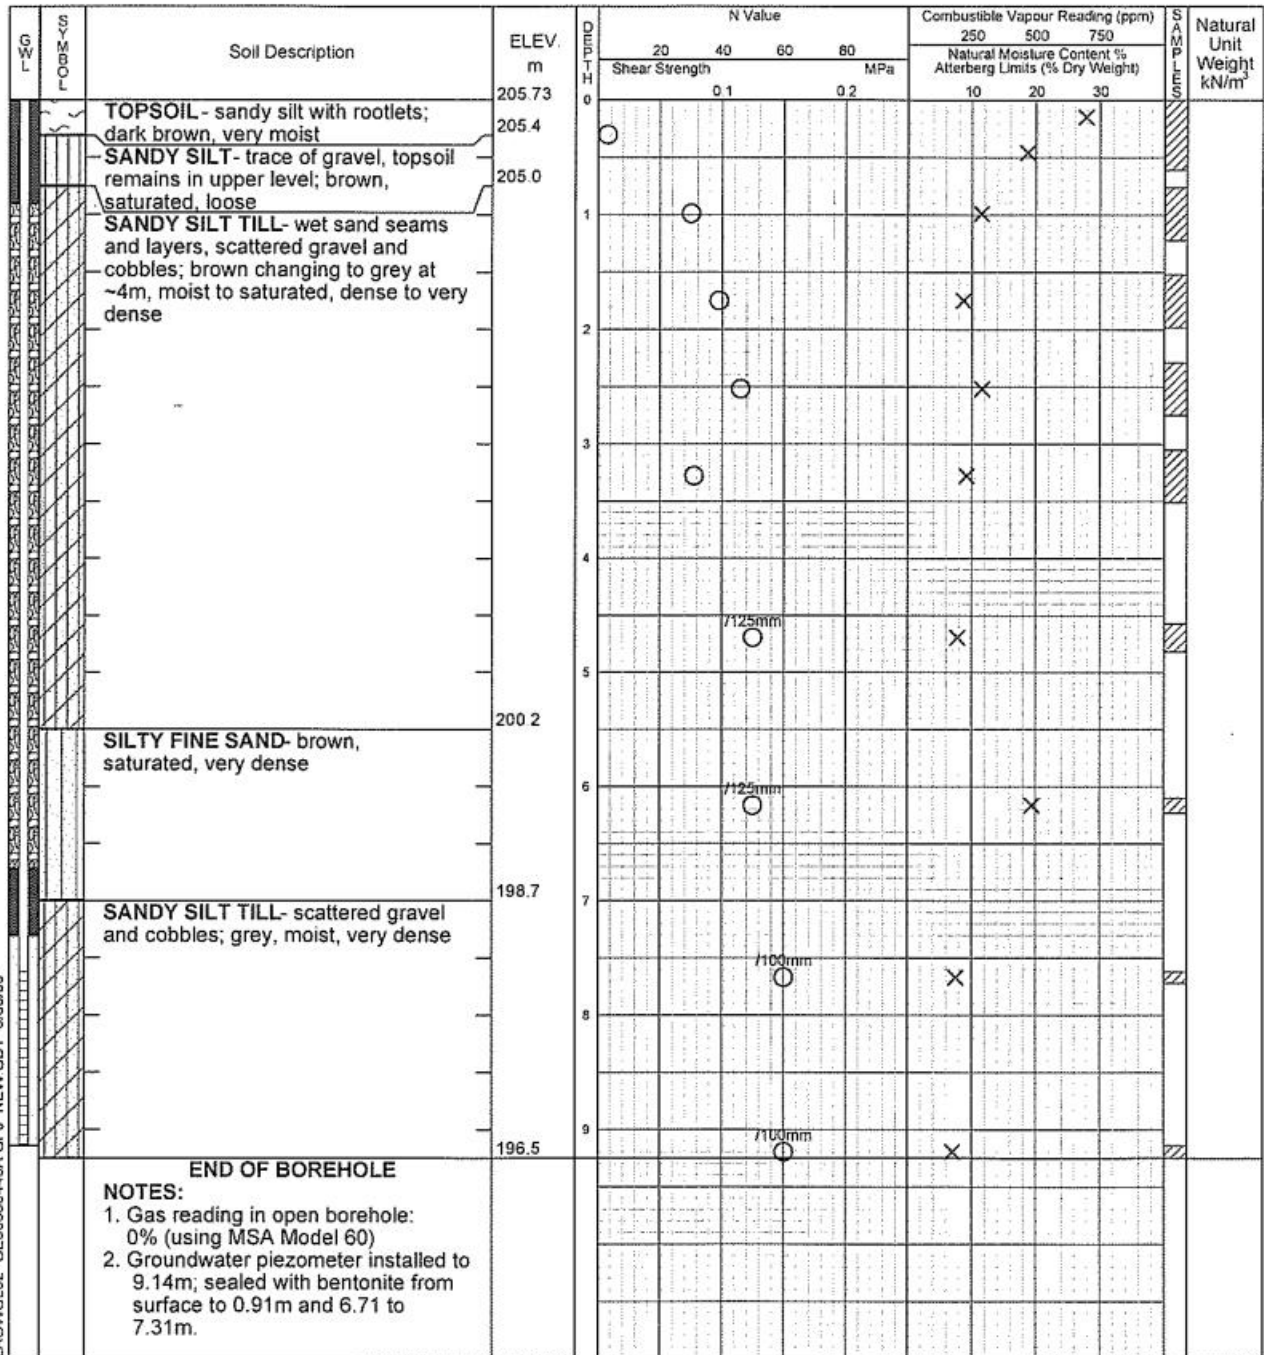 GWL
SYMBOL
Soil Description
ELEV.
m
DEPTH
N Value
20 40 60 80
Shear Strength MPa
0.1 0.2
Combustible Vapour Reading (ppm)
250 500 750
Natural Moisture Content %
Atterberg Limits (% Dry Weight)
10 20 30
SAMPLES
Natural
Unit
Weight
kN/m³
205.73
0
TOPSOIL- sandy silt with rootlets;
dark brown, very moist
205.4
SANDY SILT- trace of gravel, topsoil
remains in upper level; brown,
saturated, loose
205.0
SANDY SILT TILL- wet sand seams
and layers, scattered gravel and
cobbles; brown changing to grey at
~4m, moist to saturated, dense to very
dense
1
2
3
4
/125mm
5
200.2
SILTY FINE SAND- brown,
saturated, very dense
6
/125mm
198.7
7
SANDY SILT TILL- scattered gravel
and cobbles; grey, moist, very dense
/100mm
8
9
/100mm
196.5
END OF BOREHOLE
NOTES:
1. Gas reading in open borehole:
0% (using MSA Model 60)
2. Groundwater piezometer installed to
9.14m; sealed with bentonite from
surface to 0.91m and 6.71 to
7.31m.